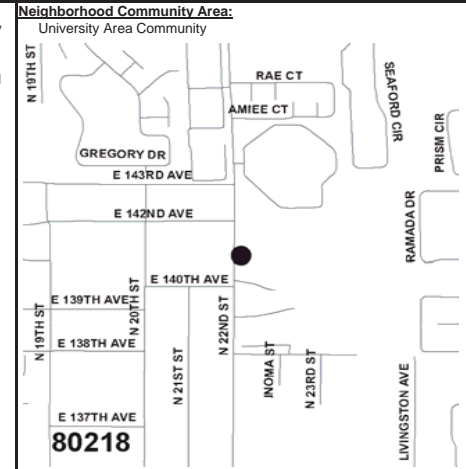 Neighborhood Community Area:
University Area Community
N 19TH ST
RAE CT
AMIEE CT
SEAFORD CIR
PRISM CIR
GREGORY DR
E 143RD AVE
E 142ND AVE
RAMADA DR
E 140TH AVE
E 139TH AVE
N 20TH ST
N 19TH ST
E 138TH AVE
N 21ST ST
N 22ND ST
INOMA ST
N 23RD ST
LIVINGSTON AVE
E 137TH AVE
80218